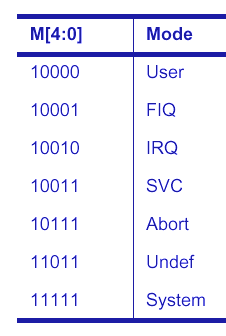 M[4:0] Mode
10000 User
10001 FIQ
10010 IRQ
10011 SVC
10111 Abort
11011 Undef
11111 System